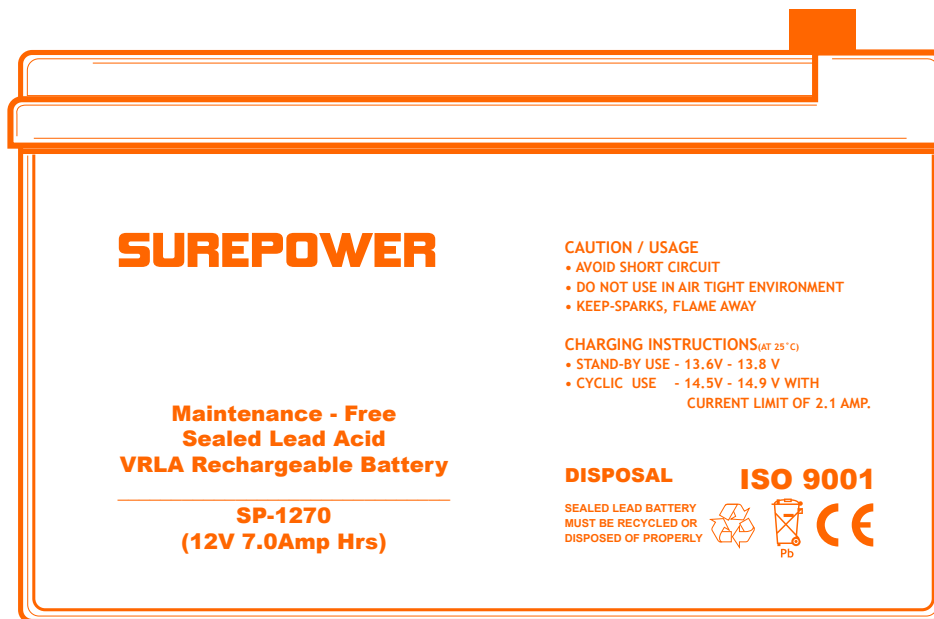 SUREPOWER
Maintenance - Free
Sealed Lead Acid
VRLA Rechargeable Battery
SP-1270
(12V 7.0Amp Hrs)
CAUTION / USAGE
• AVOID SHORT CIRCUIT
• DO NOT USE IN AIR TIGHT ENVIRONMENT
• KEEP-SPARKS, FLAME AWAY
CHARGING INSTRUCTIONS(AT 25˚C)
• STAND-BY USE - 13.6V - 13.8 V
• CYCLIC USE - 14.5V - 14.9 V WITH
CURRENT LIMIT OF 2.1 AMP.
DISPOSAL
SEALED LEAD BATTERY
MUST BE RECYCLED OR
DISPOSED OF PROPERLY
ISO 9001
Pb
CE